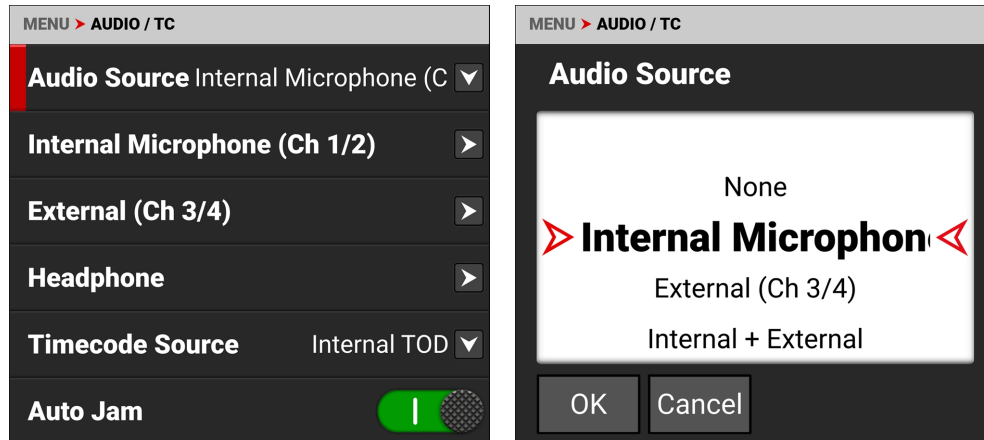 MENU ➤ AUDIO / TC
Audio Source Internal Microphone (C
Internal Microphone (Ch 1/2)
External (Ch 3/4)
Headphone
Timecode Source Internal TOD
Auto Jam
MENU ➤ AUDIO / TC
Audio Source
None
Internal Microphon
External (Ch 3/4)
Internal + External
OK Cancel